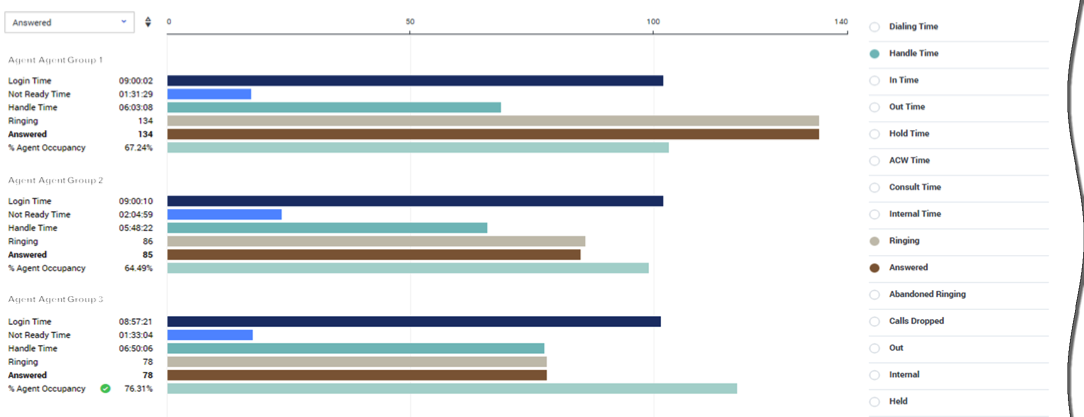 Answered
0 50 100 140
Agent Agent Group 1
Login Time 09:00:02
Not Ready Time 01:31:29
Handle Time 06:03:08
Ringing 134
Answered 134
% Agent Occupancy 67.24%
Agent Agent Group 2
Login Time 09:00:10
Not Ready Time 02:04:59
Handle Time 05:48:22
Ringing 86
Answered 85
% Agent Occupancy 64.49%
Agent Agent Group 3
Login Time 08:57:21
Not Ready Time 01:33:04
Handle Time 06:50:06
Ringing 78
Answered 78
% Agent Occupancy 76.31%
Dialing Time
Handle Time
In Time
Out Time
Hold Time
ACW Time
Consult Time
Internal Time
Ringing
Answered
Abandoned Ringing
Calls Dropped
Out
Internal
Held